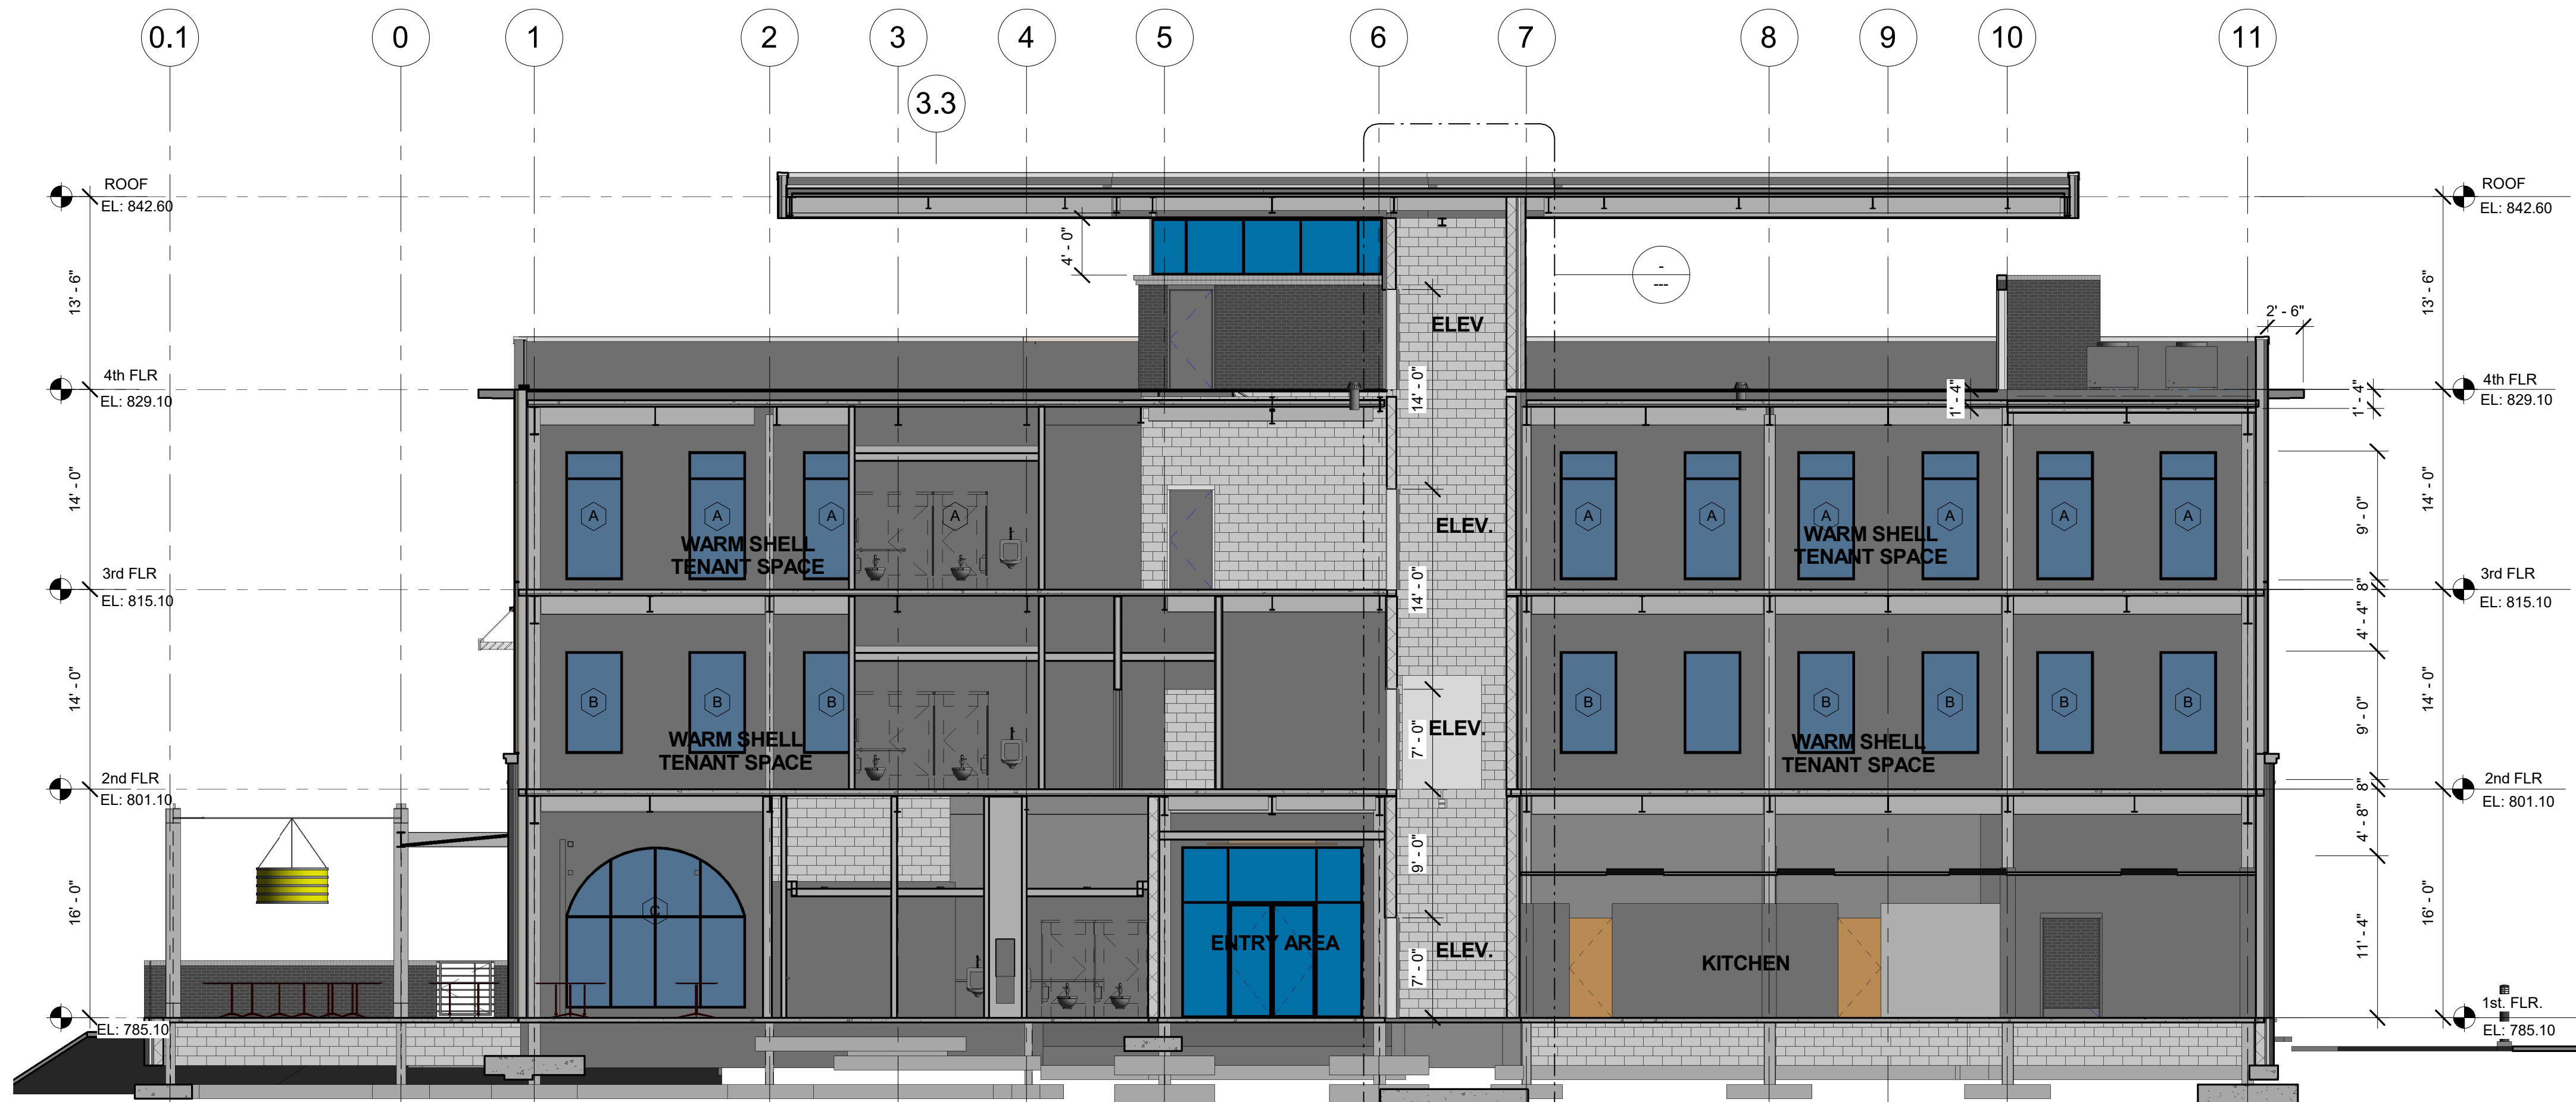 0.1 0 1 2 3 4 5 6 7 8 9 10 11
3.3
ROOF
EL: 842.60
ROOF
EL: 842.60
4' - 0"
-
---
13' - 6"
ELEV
2' - 6"
13' - 6"
4th FLR
EL: 829.10
14' - 0"
1' - 4"
1' - 4"
4th FLR
EL: 829.10
14' - 0"
A A A A A A A A A A
WARM SHELL
TENANT SPACE
ELEV.
WARM SHELL
TENANT SPACE
9' - 0"
14' - 0"
3rd FLR
EL: 815.10
14' - 0"
8"
3rd FLR
EL: 815.10
4' - 4"
14' - 0"
B B B B B B B B
WARM SHELL
TENANT SPACE
7' - 0"
ELEV.
WARM SHELL
TENANT SPACE
9' - 0"
14' - 0"
2nd FLR
EL: 801.10
8"
2nd FLR
EL: 801.10
4' - 8"
16' - 0"
C
9' - 0"
ENTRY AREA
ELEV.
7' - 0"
KITCHEN
11' - 4"
16' - 0"
EL: 785.10
1st. FLR.
EL: 785.10